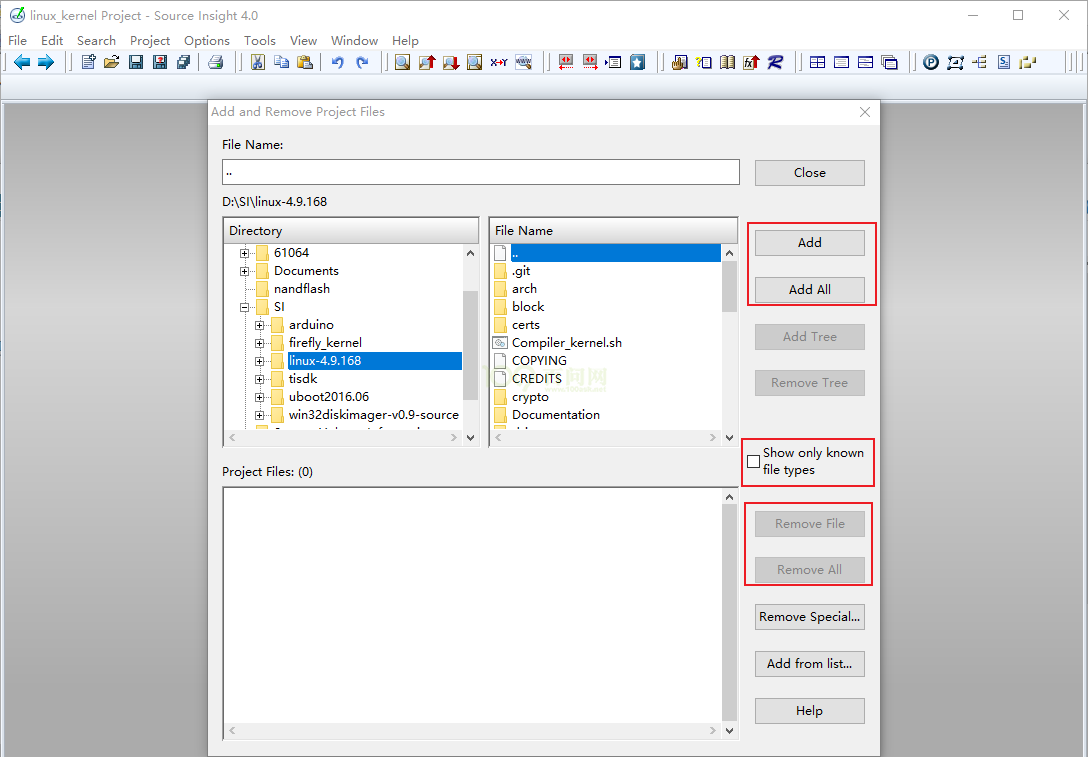 linux_kernel Project - Source Insight 4.0
File Edit Search Project Options Tools View Window Help
Add and Remove Project Files
File Name:
..
Close
D:\SI\linux-4.9.168
Directory
61064
Documents
nandflash
SI
arduino
firefly_kernel
linux-4.9.168
tisdk
uboot2016.06
win32diskimager-v0.9-source
File Name
..
.git
arch
block
certs
Compiler_kernel.sh
COPYING
CREDITS
crypto
Documentation
Add
Add All
Add Tree
Remove Tree
Show only known
file types
Project Files: (0)
Remove File
Remove All
Remove Special...
Add from list...
Help